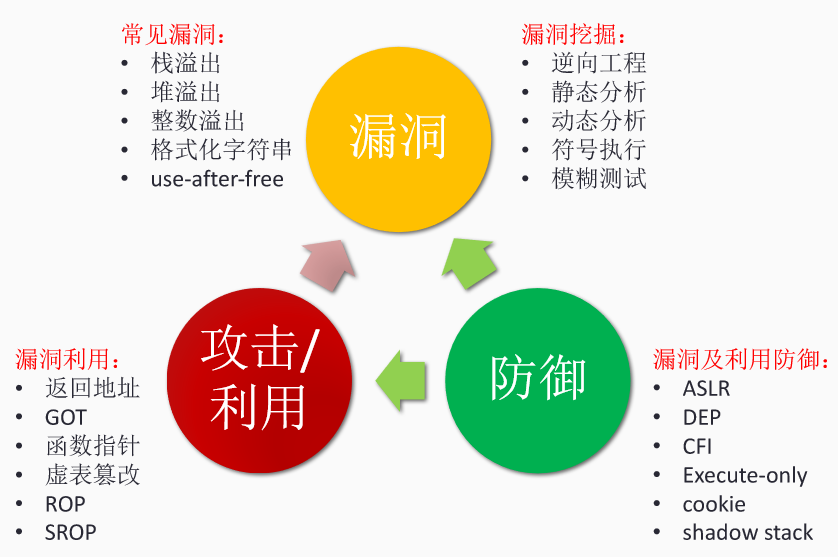 常见漏洞：
• 栈溢出
• 堆溢出
• 整数溢出
• 格式化字符串
• use-after-free
漏洞挖掘：
• 逆向工程
• 静态分析
• 动态分析
• 符号执行
• 模糊测试
漏洞
攻击/
利用
防御
漏洞利用：
• 返回地址
• GOT
• 函数指针
• 虚表篡改
• ROP
• SROP
漏洞及利用防御：
• ASLR
• DEP
• CFI
• Execute-only
• cookie
• shadow stack